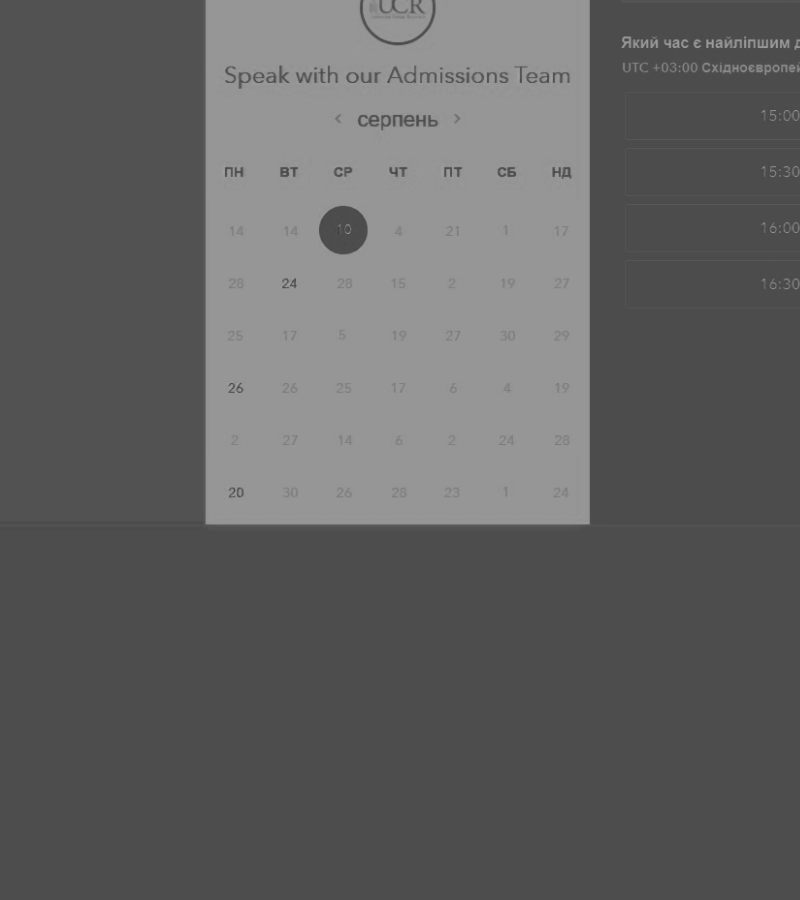 UCR
Speak with our Admissions Team
серпень
ПН ВТ СР ЧТ ПТ СБ НД
14 14 10 4 21 1 17
28 24 28 15 2 19 27
25 17 5 19 27 30 29
26 26 25 17 6 4 19
2 27 14 6 2 24 28
20 30 26 28 23 1 24
Який час є найліпшим
UTC +03:00
15:00
15:30
16:00
16:30